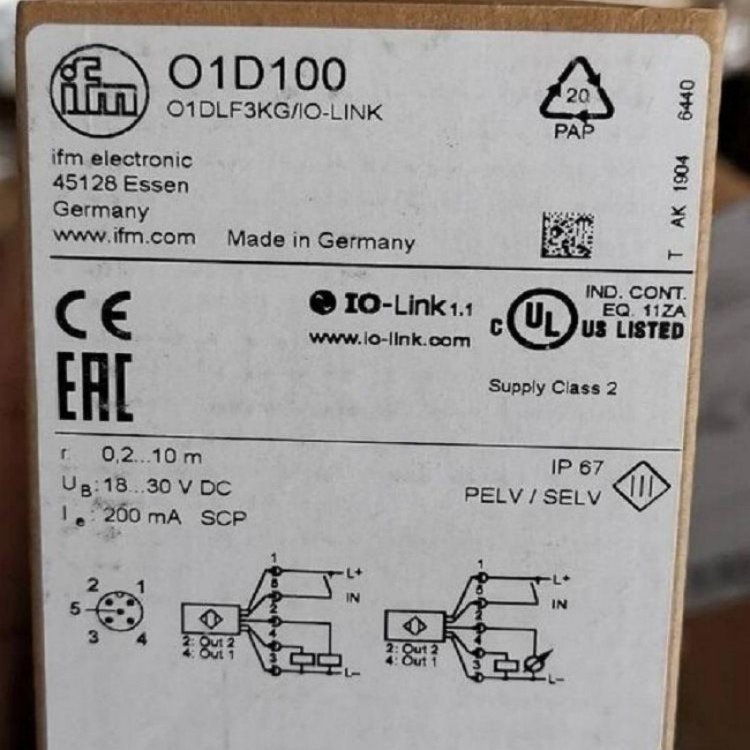 ifm
O1D100
O1DLF3KG/IO-LINK
20
PAP
ifm electronic
45128 Essen
Germany
www.ifm.com Made in Germany
T AK 1904 6440
CE
EAC
IO-Link 1.1
www.io-link.com
c UL US LISTED
IND. CONT.
EQ. 11ZA
Supply Class 2
r 0,2...10 m
UB: 18...30 V DC
Ie: 200 mA SCP
IP 67
PELV / SELV
III
2 1
5
3 4
1
5
2
4
3
L+
IN
L-
2: Out 2
4: Out 1
1
5
2
4
3
L+
IN
L-
2: Out 2
4: Out 1